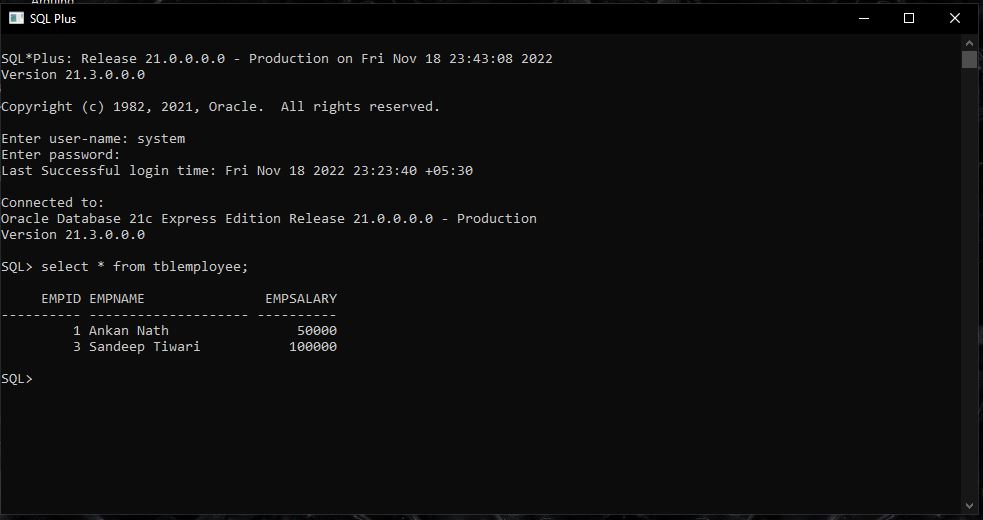 Arduino
SQL Plus
SQL*Plus: Release 21.0.0.0.0 - Production on Fri Nov 18 23:43:08 2022
Version 21.3.0.0.0
Copyright (c) 1982, 2021, Oracle.  All rights reserved.
Enter user-name: system
Enter password:
Last Successful login time: Fri Nov 18 2022 23:23:40 +05:30
Connected to:
Oracle Database 21c Express Edition Release 21.0.0.0.0 - Production
Version 21.3.0.0.0
SQL> select * from tblemployee;
     EMPID EMPNAME               EMPSALARY
---------- -------------------- ----------
         1 Ankan Nath                50000
         3 Sandeep Tiwari           100000
SQL>